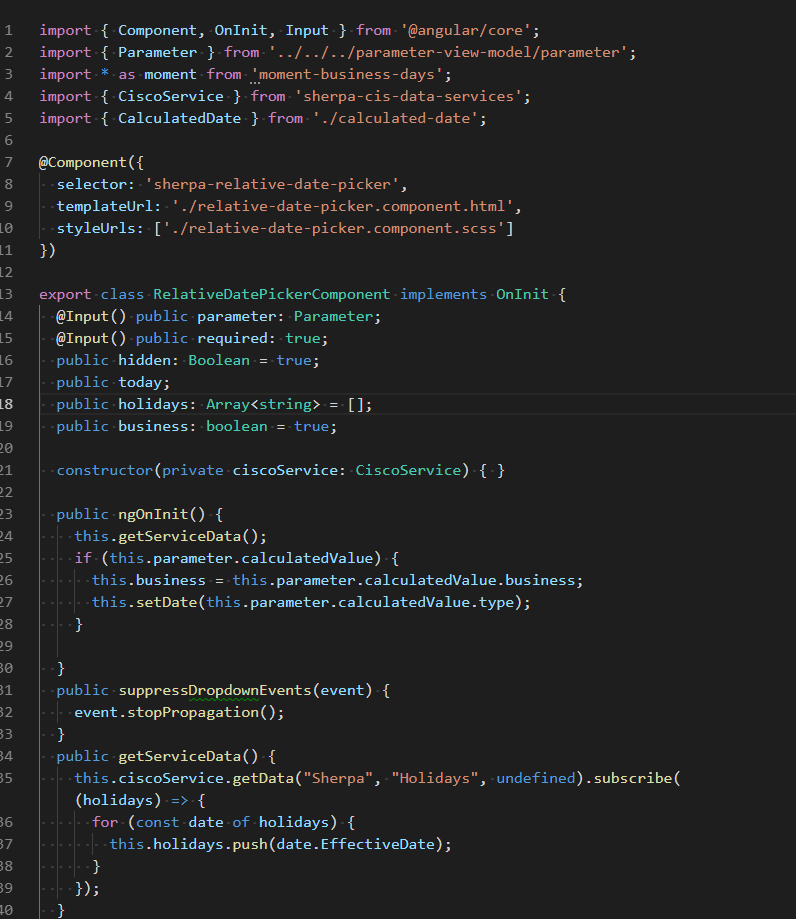 1 import { Component, OnInit, Input } from '@angular/core';
2 import { Parameter } from '../../../parameter-view-model/parameter';
3 import * as moment from 'moment-business-days';
4 import { CiscoService } from 'sherpa-cis-data-services';
5 import { CalculatedDate } from './calculated-date';
6
7 @Component({
8   selector: 'sherpa-relative-date-picker',
9   templateUrl: './relative-date-picker.component.html',
10   styleUrls: ['./relative-date-picker.component.scss']
11 })
12
13 export class RelativeDatePickerComponent implements OnInit {
14   @Input() public parameter: Parameter;
15   @Input() public required: true;
16   public hidden: Boolean = true;
17   public today;
18   public holidays: Array<string> = [];
19   public business: boolean = true;
20
21   constructor(private ciscoService: CiscoService) { }
22
23   public ngOnInit() {
24     this.getServiceData();
25     if (this.parameter.calculatedValue) {
26       this.business = this.parameter.calculatedValue.business;
27       this.setDate(this.parameter.calculatedValue.type);
28     }
29
30   }
31   public suppressDropdownEvents(event) {
32     event.stopPropagation();
33   }
34   public getServiceData() {
35     this.ciscoService.getData("Sherpa", "Holidays", undefined).subscribe(
    (holidays) => {
36       for (const date of holidays) {
37         this.holidays.push(date.EffectiveDate);
38       }
39     });
40   }